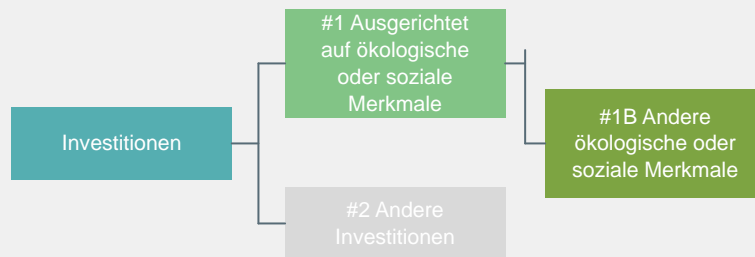 #1 Ausgerichtet
auf ökologische
oder soziale
Merkmale
Investitionen
#1B Andere
ökologische oder
soziale Merkmale
#2 Andere
Investitionen